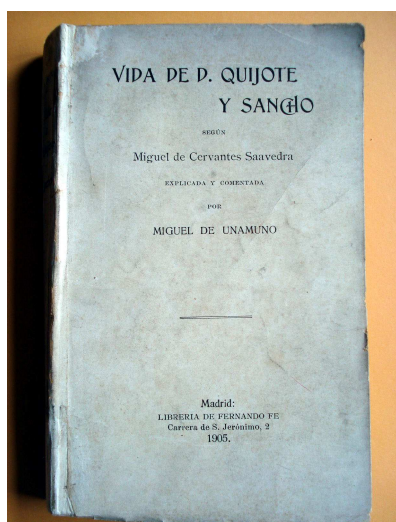 VIDA DE D. QUIJOTE
Y SANCHO
SEGÚN
Miguel de Cervantes Saavedra
EXPLICADA Y COMENTADA
POR
MIGUEL DE UNAMUNO
Madrid:
LIBRERIA DE FERNANDO FE
Carrera de S. Jerónimo, 2
1905.